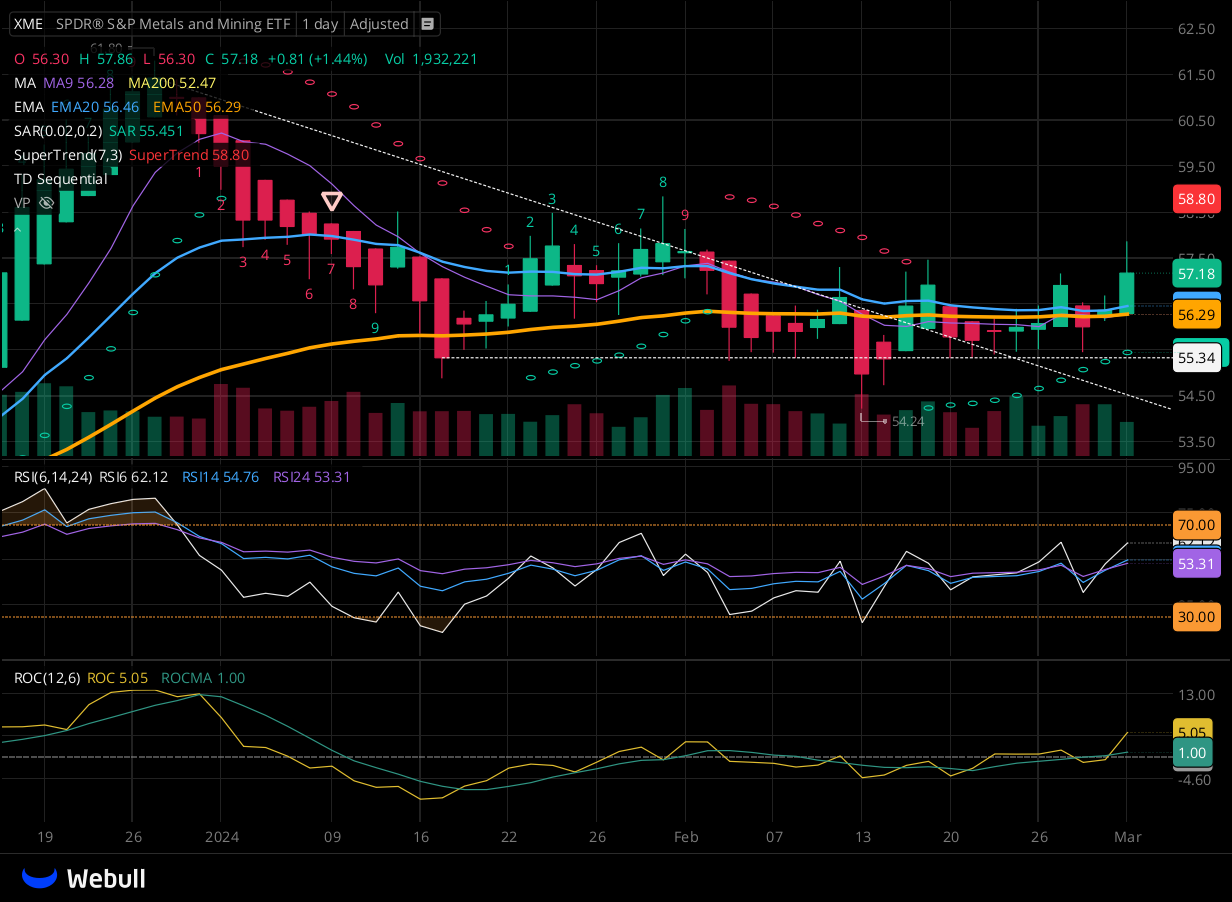 XME SPDR® S&P Metals and Mining ETF 1 day Adjusted
62.50
O 56.30 H 57.86 L 56.30 C 57.18 +0.81 (+1.44%) Vol 1,932,221
61.50
MA MA9 56.28 MA200 52.47
EMA EMA20 56.46 EMA50 56.29
60.50
SAR(0.02,0.2) SAR 55.451
SuperTrend(7,3) SuperTrend 58.80
59.50
TD Sequential
VP
58.80
1 2 3 4 5 6 7 8 9
1 2 3 4 5 6 7 8 9
57.18
56.29
55.34
54.50
54.24
53.50
RSI(6,14,24) RSI6 62.12 RSI14 54.76 RSI24 53.31
95.00
70.00
53.31
30.00
ROC(12,6) ROC 5.05 ROCMA 1.00
13.00
5.05
1.00
-4.60
19 26 2024 09 16 22 26 Feb 07 13 20 26 Mar
Webull